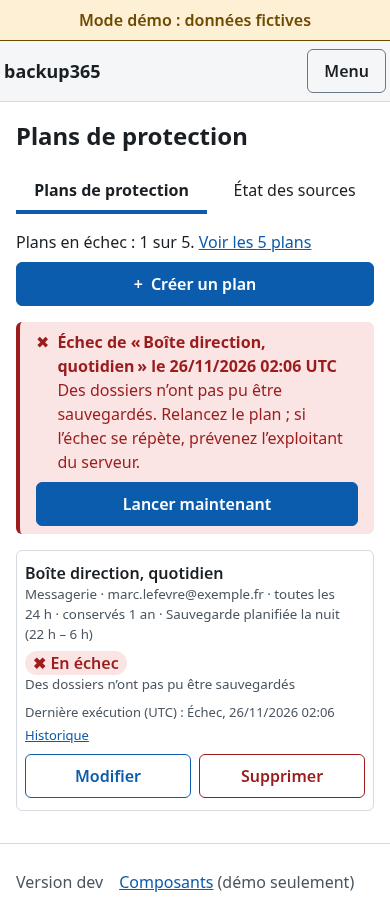 Mode démo : données fictives
backup365
Menu
Plans de protection
Plans de protection
État des sources
Plans en échec : 1 sur 5. Voir les 5 plans
+ Créer un plan
✖ Échec de « Boîte direction,
quotidien » le 26/11/2026 02:06 UTC
Des dossiers n’ont pas pu être
sauvegardés. Relancez le plan ; si
l’échec se répète, prévenez l’exploitant
du serveur.
Lancer maintenant
Boîte direction, quotidien
Messagerie · marc.lefevre@exemple.fr · toutes les
24 h · conservés 1 an · Sauvegarde planifiée la nuit
(22 h – 6 h)
✖ En échec
Des dossiers n’ont pas pu être sauvegardés
Dernière exécution (UTC) : Échec, 26/11/2026 02:06
Historique
Modifier
Supprimer
Version dev
Composants (démo seulement)